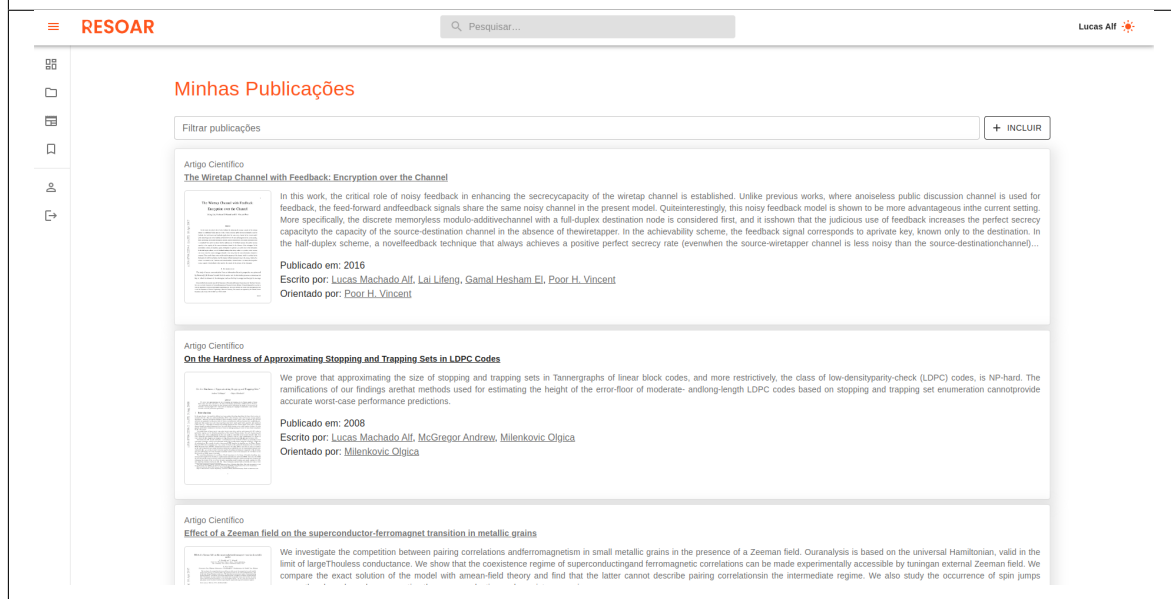 RESOAR
Pesquisar...
Lucas Alf
Minhas Publicações
Filtrar publicações
+ INCLUIR
Artigo Científico
The Wiretap Channel with Feedback: Encryption over the Channel
In this work, the critical role of noisy feedback in enhancing the secrecycapacity of the wiretap channel is established. Unlike previous works, where anoiseless public discussion channel is used for
feedback, the feed-forward andfeedback signals share the same noisy channel in the present model. Quiteinterestingly, this noisy feedback model is shown to be more advantageous inthe current setting.
More specifically, the discrete memoryless modulo-additivechannel with a full-duplex destination node is considered first, and it isshown that the judicious use of feedback increases the perfect secrecy
capacityto the capacity of the source-destination channel in the absence of thewiretapper. In the achievability scheme, the feedback signal corresponds to aprivate key, known only to the destination. In
the half-duplex scheme, a novelfeedback technique that always achieves a positive perfect secrecy rate (evenwhen the source-wiretapper channel is less noisy than the source-destinationchannel)...
Publicado em: 2016
Escrito por: Lucas Machado Alf, Lai Lifeng, Gamal Hesham El, Poor H. Vincent
Orientado por: Poor H. Vincent
Artigo Científico
On the Hardness of Approximating Stopping and Trapping Sets in LDPC Codes
We prove that approximating the size of stopping and trapping sets in Tannergraphs of linear block codes, and more restrictively, the class of low-densityparity-check (LDPC) codes, is NP-hard. The
ramifications of our findings arethat methods used for estimating the height of the error-floor of moderate- andlong-length LDPC codes based on stopping and trapping set enumeration cannotprovide
accurate worst-case performance predictions.
Publicado em: 2008
Escrito por: Lucas Machado Alf, McGregor Andrew, Milenkovic Olgica
Orientado por: Milenkovic Olgica
Artigo Científico
Effect of a Zeeman field on the superconductor-ferromagnet transition in metallic grains
We investigate the competition between pairing correlations andferromagnetism in small metallic grains in the presence of a Zeeman field. Ouranalysis is based on the universal Hamiltonian, valid in the
limit of largeThouless conductance. We show that the coexistence regime of superconductingand ferromagnetic correlations can be made experimentally accessible by tuningan external Zeeman field. We
compare the exact solution of the model with amean-field theory and find that the latter cannot describe pairing correlationsin the intermediate regime. We also study the occurrence of spin jumps